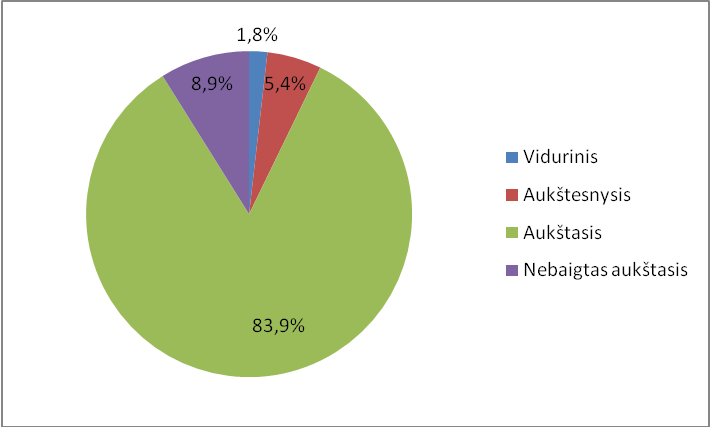 1,8%
8,9%
5,4%
83,9%
Vidurinis
Aukštesnysis
Aukštasis
Nebaigtas aukštasis